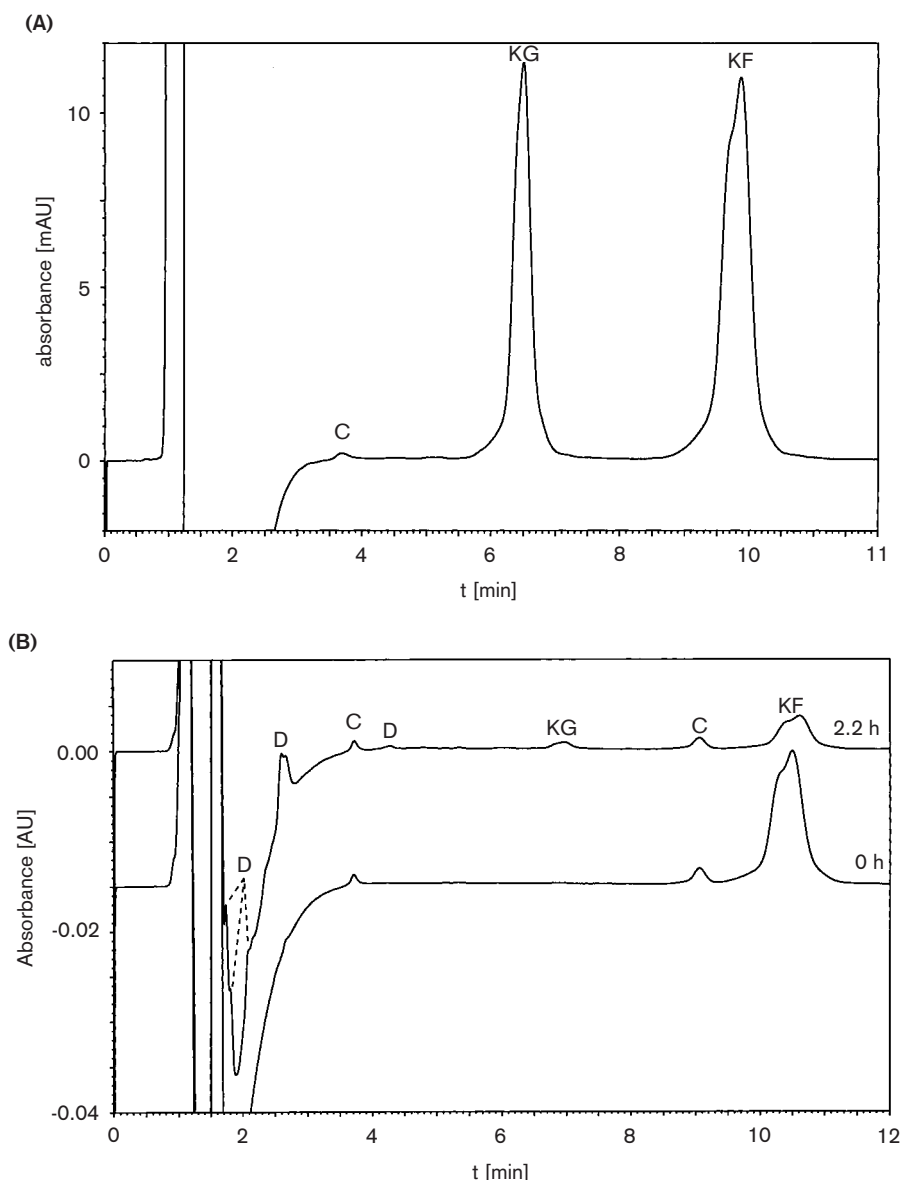 (A)
KG
KF
10
absorbance [mAU]
5
C
0
0 2 4 6 8 10 11
t [min]
(B)
KF
C D KG C 2.2 h
D
0.00
D
0 h
Absorbance [AU]
-0.02
-0.04
0 2 4 6 8 10 12
t [min]